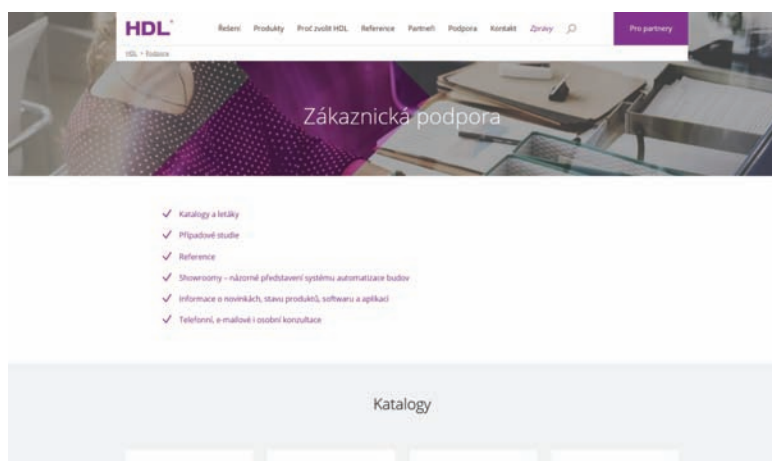 HDL
Řešení Produkty Proč zvolit HDL Reference Partneři Podpora Kontakt Zprávy Pro partnery
HDL > Podpora
Zákaznická podpora
Katalogy a letáky
Případové studie
Reference
Showroomy – názorné představení systému automatizace budov
Informace o novinkách, stavu produktů, softwaru a aplikací
Telefonní, e-mailové i osobní konzultace
Katalogy